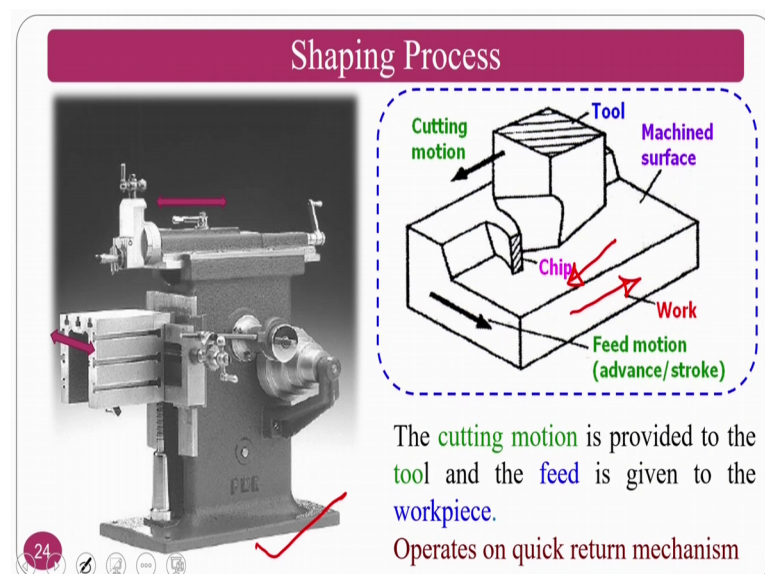 Shaping Process
Tool
Cutting
motion
Machined
surface
Chip
Work
Feed motion
(advance/stroke)
The cutting motion is provided to the
tool and the feed is given to the
workpiece.
Operates on quick return mechanism
24